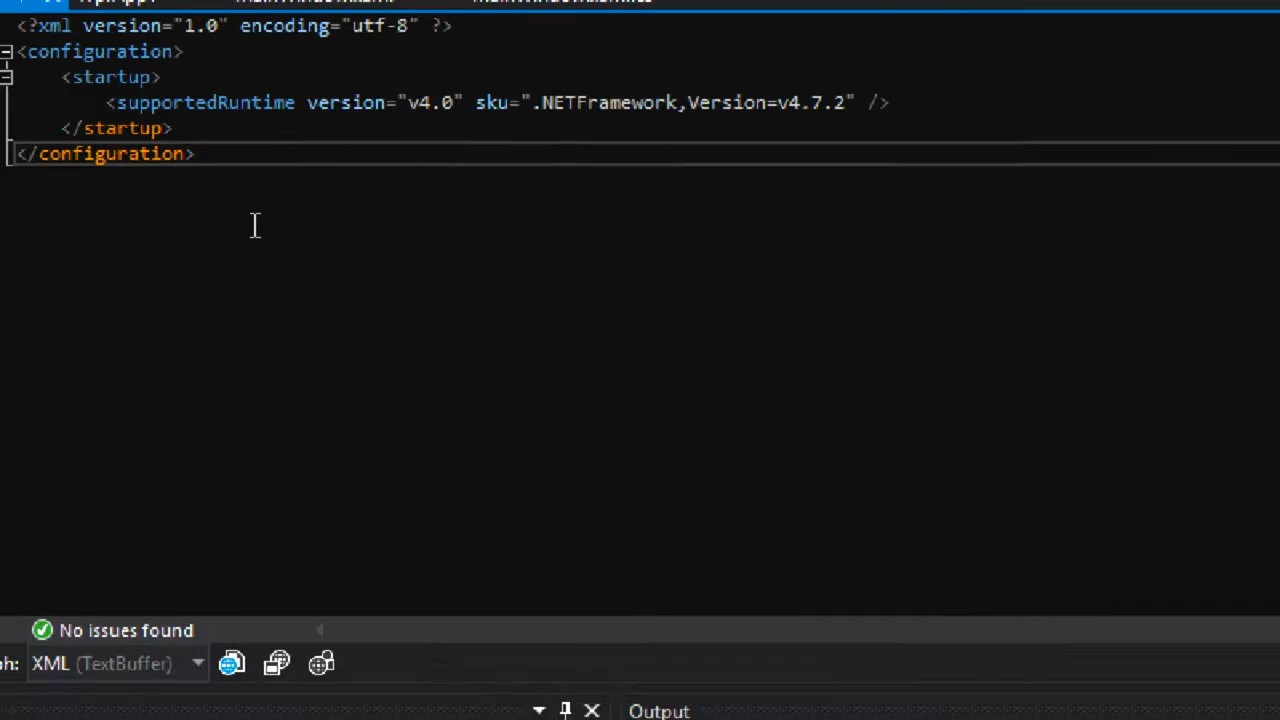 <?xml version="1.0" encoding="utf-8" ?>
<configuration>
<startup>
<supportedRuntime version="v4.0" sku=".NETFramework,Version=v4.7.2" />
</startup>
</configuration>
No issues found
XML (TextBuffer)
Output